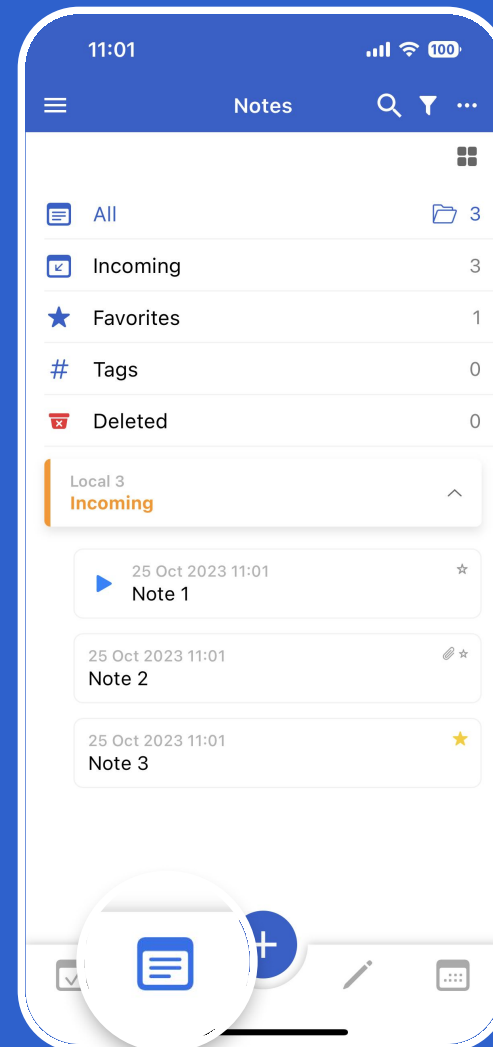 11:01
100
Notes
All 3
Incoming 3
Favorites 1
# Tags 0
Deleted 0
Local 3
Incoming
25 Oct 2023 11:01
Note 1
25 Oct 2023 11:01
Note 2
25 Oct 2023 11:01
Note 3